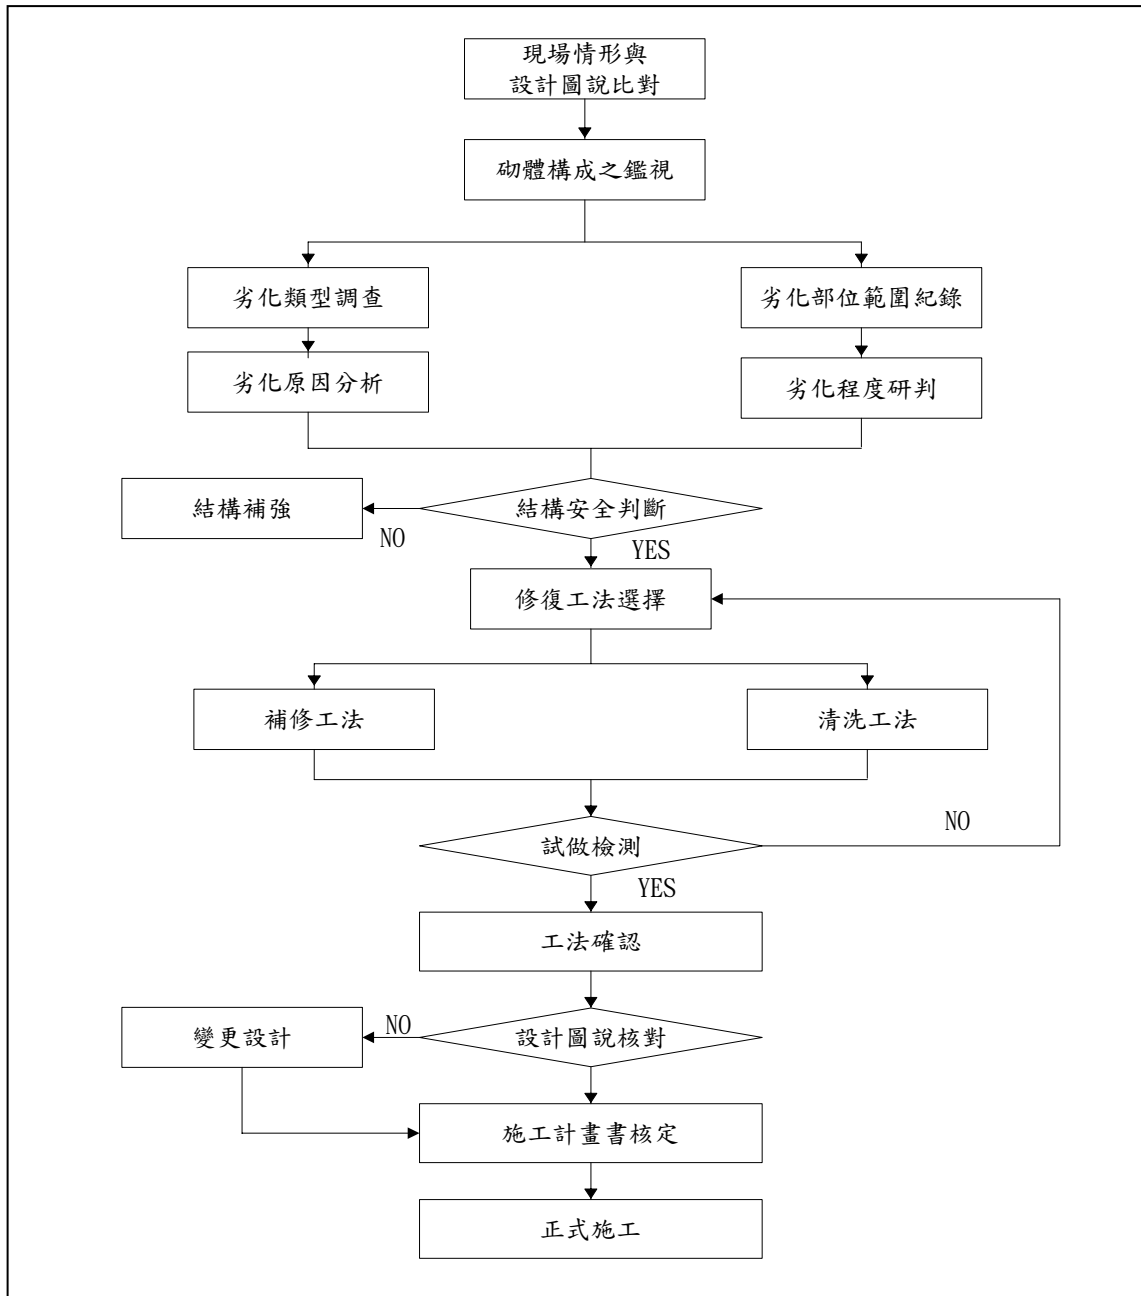 現場情形與
設計圖說比對
砌體構成之鑑視
劣化類型調查
劣化部位範圍紀錄
劣化原因分析
劣化程度研判
結構補強
NO
結構安全判斷
YES
修復工法選擇
補修工法
清洗工法
試做檢測
NO
YES
工法確認
變更設計
NO
設計圖說核對
施工計畫書核定
正式施工